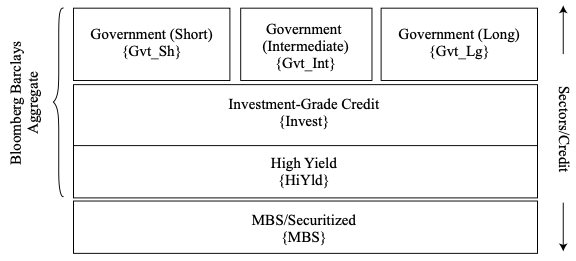 Bloomberg Barclays
Aggregate
Government (Short)
{Gvt_Sh}
Government
(Intermediate)
{Gvt_Int}
Government (Long)
{Gvt_Lg}
Investment-Grade Credit
{Invest}
High Yield
{HiYld}
MBS/Securitized
{MBS}
Sectors/Credit